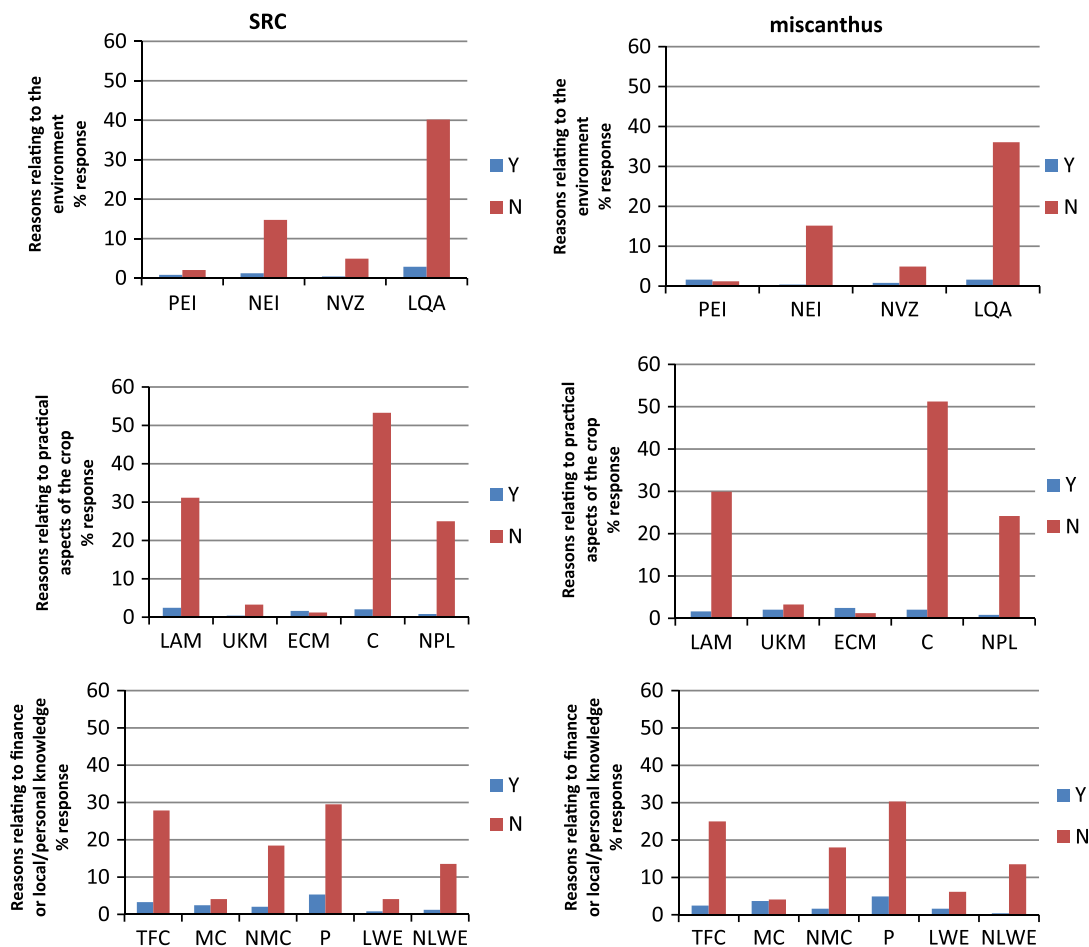 SRC
Reasons relating to the
environment
% response
60
50
40
30
20
10
0
PEI NEI NVZ LQA
Y
N
miscanthus
Reasons relating to the
environment
% response
60
50
40
30
20
10
0
PEI NEI NVZ LQA
Y
N
Reasons relating to practical
aspects of the crop
% response
60
50
40
30
20
10
0
LAM UKM ECM C NPL
Y
N
Reasons relating to practical
aspects of the crop
% response
60
50
40
30
20
10
0
LAM UKM ECM C NPL
Y
N
Reasons relating to finance
or local/personal knowledge
% response
60
50
40
30
20
10
0
TFC MC NMC P LWE NLWE
Y
N
Reasons relating to finance
or local/personal knowledge
% response
60
50
40
30
20
10
0
TFC MC NMC P LWE NLWE
Y
N